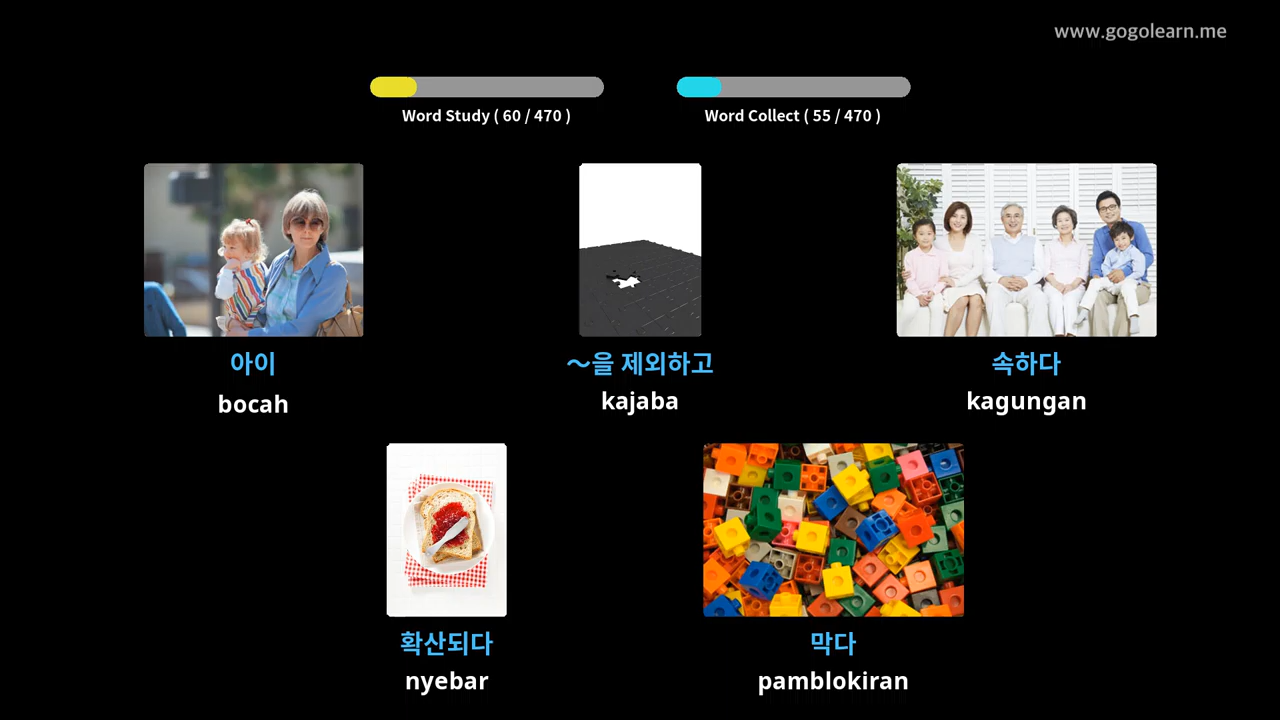 www.gogolearn.me
Word Study ( 60 / 470 )
Word Collect ( 55 / 470 )
아이
bocah
～을 제외하고
kajaba
속하다
kagungan
확산되다
nyebar
막다
pamblokiran